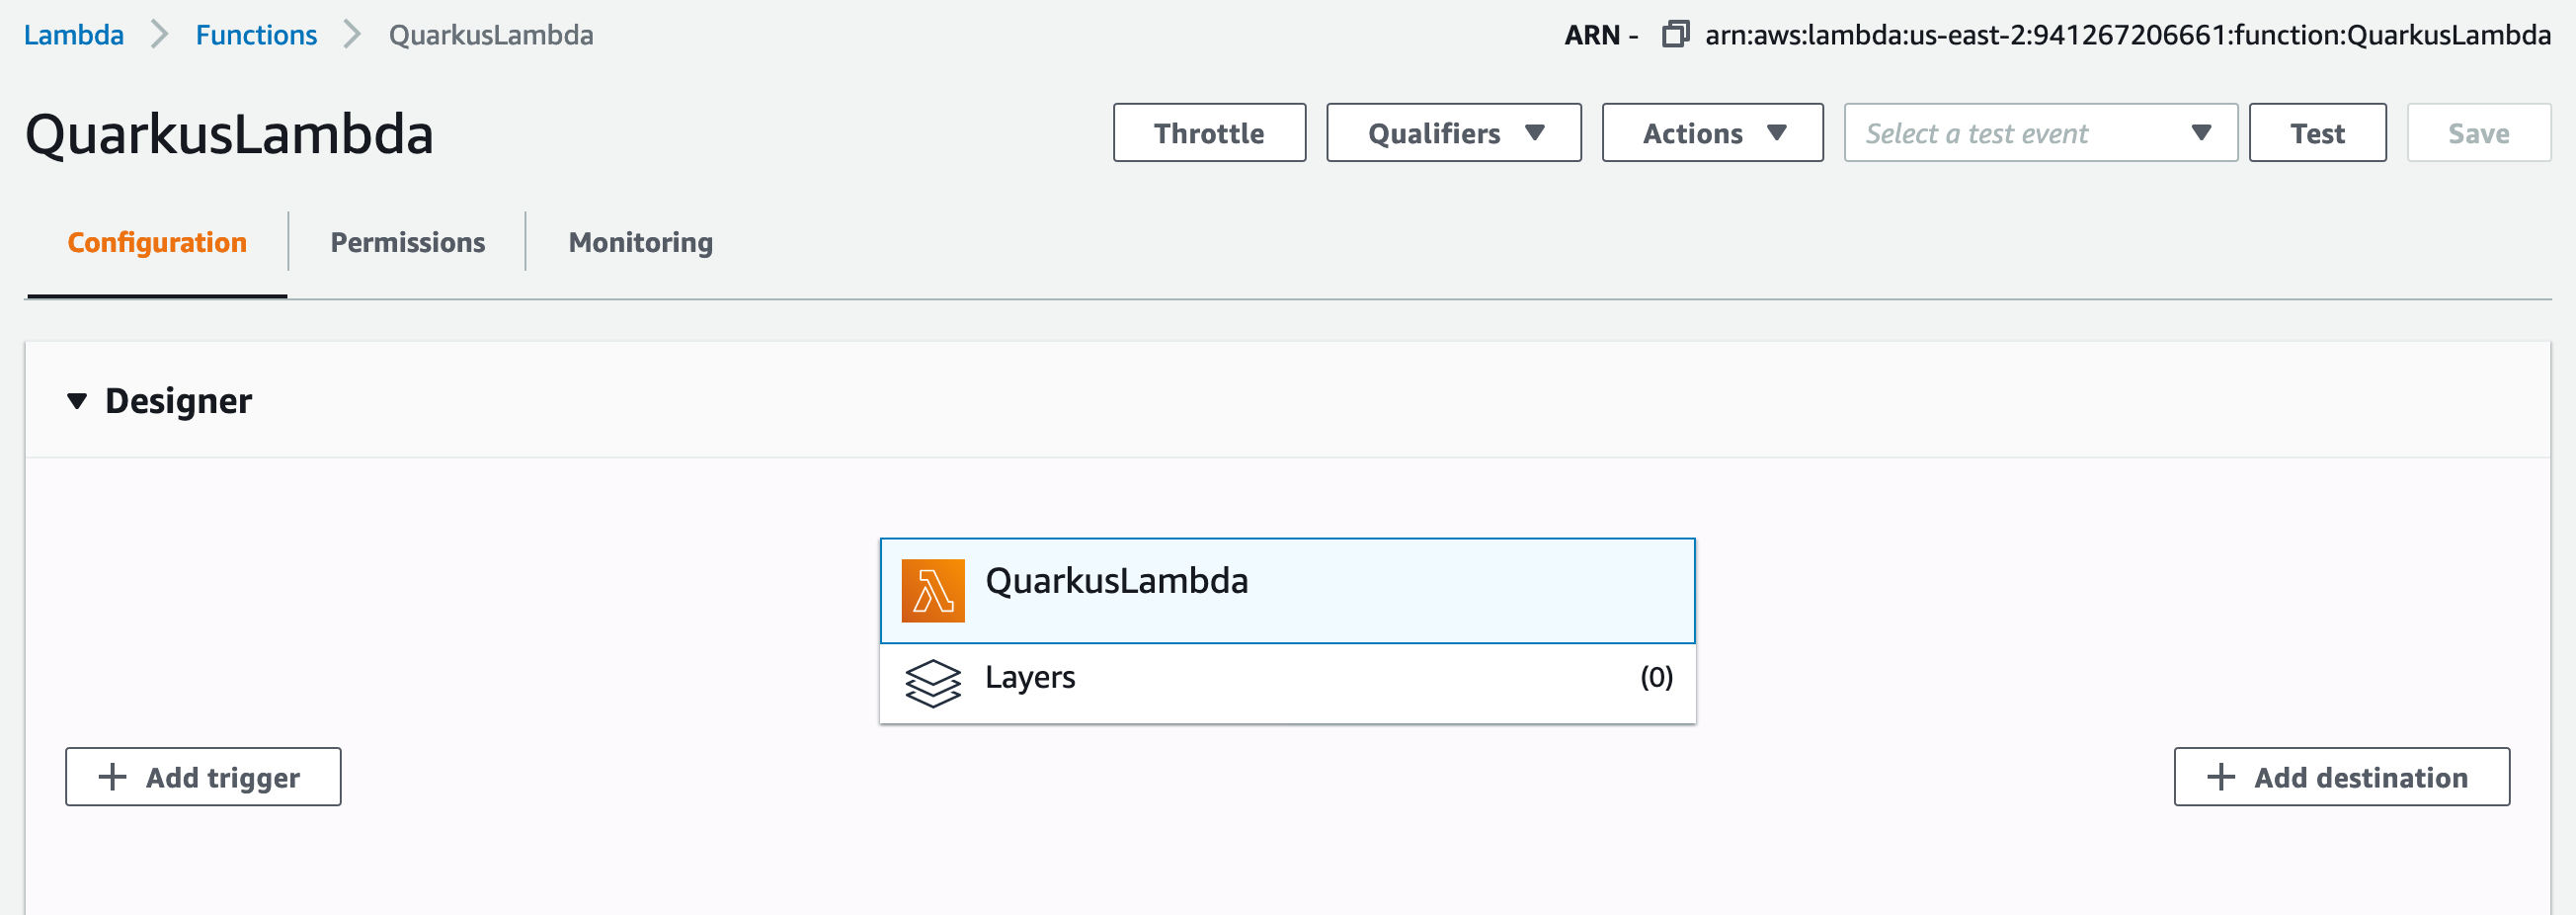 Lambda Functions QuarkusLambda ARN - arn:aws:lambda:us-east-2:941267206661:function:QuarkusLambda
QuarkusLambda Throttle Qualifiers Actions Select a test event Test Save
Configuration Permissions Monitoring
Designer
QuarkusLambda
Layers (0)
Add trigger Add destination